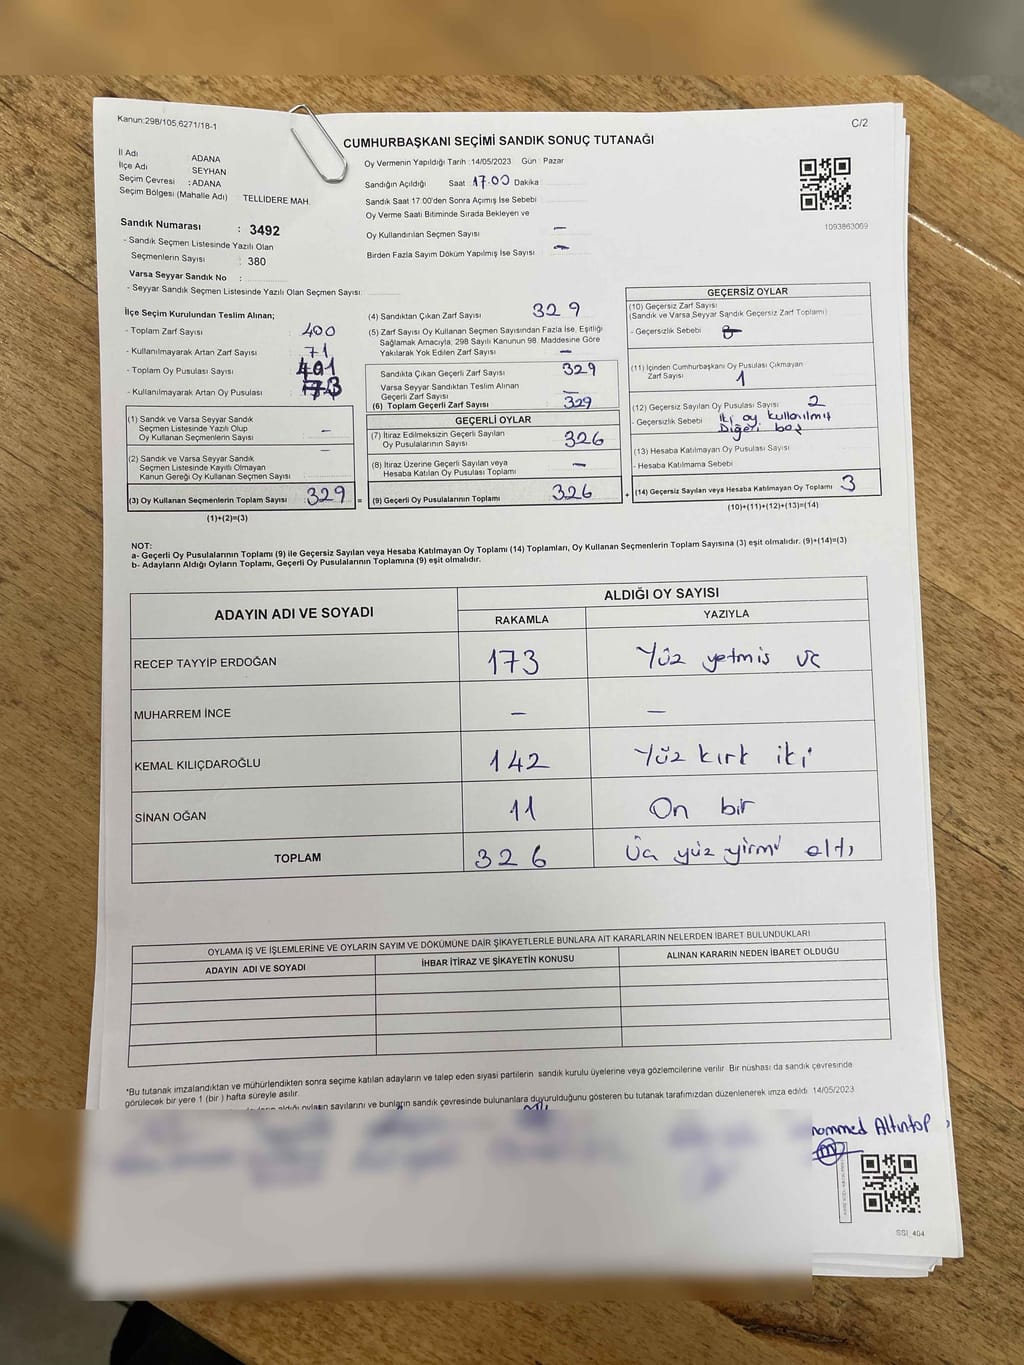 Kanun:298/105,6271/18-1
C/2
CUMHURBAŞKANI SEÇİMİ SANDIK SONUÇ TUTANAĞI
İl Adı ADANA
İlçe Adı SEYHAN
Seçim Çevresi :ADANA
Seçim Bölgesi (Mahalle Adı) TELLİDERE MAH.
Oy Vermenin Yapıldığı Tarih :14/05/2023 Gün : Pazar
Sandığın Açıldığı Saat 17.00 Dakika
Sandık Saat 17.00'den Sonra Açımış İse Sebebi
Oy Verme Saati Bitiminde Sırada Bekleyen ve
Oy Kullandırılan Seçmen Sayısı —
Birden Fazla Sayım Döküm Yapılmış İse Sayısı —
1093863069
Sandık Numarası : 3492
- Sandık Seçmen Listesinde Yazılı Olan
Seçmenlerin Sayısı : 380
Varsa Seyyar Sandık No :
- Seyyar Sandık Seçmen Listesinde Yazılı Olan Seçmen Sayısı:
İlçe Seçim Kurulundan Teslim Alınan;
- Toplam Zarf Sayısı : 400
- Kullanılmayarak Artan Zarf Sayısı : 71
- Toplam Oy Pusulası Sayısı : 401
- Kullanılmayarak Artan Oy Pusulası :
(1) Sandık ve Varsa Seyyar Sandık
Seçmen Listesinde Yazılı Olup
Oy Kullanan Seçmenlerin Sayısı : —
(2) Sandık ve Varsa Seyyar Sandık
Seçmen Listesinde Kayıtlı Olmayan
Kanun Gereği Oy Kullanan Seçmen Sayısı : —
(3) Oy Kullanan Seçmenlerin Toplam Sayısı : 329 =
(1)+(2)=(3)
(4) Sandıktan Çıkan Zarf Sayısı : 329
(5) Zarf Sayısı Oy Kullanan Seçmen Sayısından Fazla İse, Eşitliği
Sağlamak Amacıyla, 298 Sayılı Kanunun 98. Maddesine Göre
Yakılarak Yok Edilen Zarf Sayısı : —
Sandıkta Çıkan Geçerli Zarf Sayısı : 329
Varsa Seyyar Sandıktan Teslim Alınan
Geçerli Zarf Sayısı : —
(6) Toplam Geçerli Zarf Sayısı : 329
GEÇERLİ OYLAR
(7) İtiraz Edilmeksizin Geçerli Sayılan
Oy Pusulalarının Sayısı : 326
(8) İtiraz Üzerine Geçerli Sayılan veya
Hesaba Katılan Oy Pusulası Toplamı : —
(9) Geçerli Oy Pusulalarının Toplamı : 326 +
GEÇERSİZ OYLAR
(10) Geçersiz Zarf Sayısı
(Sandık ve Varsa,Seyyar Sandık Geçersiz Zarf Toplamı)
- Geçersizlik Sebebi
(11) İçinden Cumhurbaşkanı Oy Pusulası Çıkmayan
Zarf Sayısı 1
(12) Geçersiz Sayılan Oy Pusulası Sayısı : 2
- Geçersizlik Sebebi : iki oy kullanılmış
Diğeri boş
(13) Hesaba Katılmayan Oy Pusulası Sayısı
- Hesaba Katılmama Sebebi
(14) Geçersiz Sayılan veya Hesaba Katılmayan Oy Toplamı : 3
(10)+(11)+(12)+(13)=(14)
NOT:
a- Geçerli Oy Pusulalarının Toplamı (9) ile Geçersiz Sayılan veya Hesaba Katılmayan Oy Toplamı (14) Toplamları, Oy Kullanan Seçmenlerin Toplam Sayısına (3) eşit olmalıdır. (9)+(14)=(3)
b- Adayların Aldığı Oyların Toplamı, Geçerli Oy Pusulalarının Toplamına (9) eşit olmalıdır.
ADAYIN ADI VE SOYADI
ALDIĞI OY SAYISI
RAKAMLA YAZIYLA
RECEP TAYYİP ERDOĞAN 173 Yüz yetmis üç
MUHARREM İNCE — —
KEMAL KILIÇDAROĞLU 142 Yüz kırk iki
SİNAN OĞAN 11 On bir
TOPLAM 326 Üç yüz yirmi altı
OYLAMA İŞ VE İŞLEMLERİNE VE OYLARIN SAYIM VE DÖKÜMÜNE DAİR ŞİKAYETLERLE BUNLARA AİT KARARLARIN NELERDEN İBARET BULUNDUKLARI
ADAYIN ADI VE SOYADI İHBAR İTİRAZ VE ŞİKAYETİN KONUSU ALINAN KARARIN NEDEN İBARET OLDUĞU
*Bu tutanak imzalandıktan ve mühürlendikten sonra seçime katılan adayların ve talep eden siyasi partilerin sandık kurulu üyelerine veya gözlemcilerine verilir. Bir nüshası da sandık çevresinde
görülecek bir yere 1 (bir ) hafta süreyle asılır.
aldığı oyların sayılarını ve bunların sandık çevresinde bulunanlara duyurulduğunu gösteren bu tutanak tarafımızdan düzenlenerek imza edildi. 14/05/2023
Altıntop
SSI_404